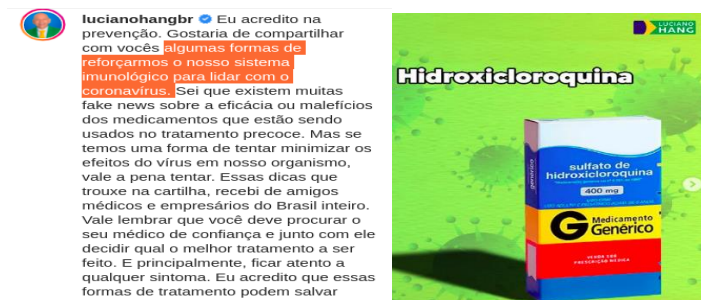 lucianohangbr Eu acredito na
prevenção. Gostaria de compartilhar
com vocês algumas formas de
reforçarmos o nosso sistema
imunológico para lidar com o
coronavírus. Sei que existem muitas
fake news sobre a eficácia ou malefícios
dos medicamentos que estão sendo
usados no tratamento precoce. Mas se
temos uma forma de tentar minimizar os
efeitos do vírus em nosso organismo,
vale a pena tentar. Essas dicas que
trouxe na cartilha, recebi de amigos
médicos e empresários do Brasil inteiro.
Vale lembrar que você deve procurar o
seu médico de confiança e junto com ele
decidir qual o melhor tratamento a ser
feito. E principalmente, ficar atento a
qualquer sintoma. Eu acredito que essas
formas de tratamento podem salvar
LUCIANO
HANG
Hidroxicloroquina
genérico
sulfato de
hidroxicloroquina
400 mg
G Medicamento
Genérico
VENDA SOB
PRESCRIÇÃO MÉDICA